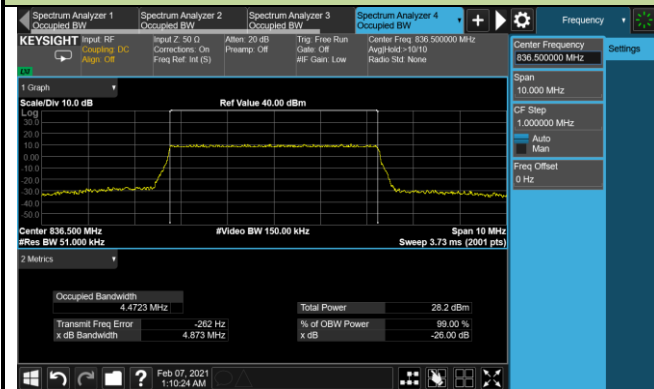 Spectrum Analyzer 1 Spectrum Analyzer 2 Spectrum Analyzer 3 Spectrum Analyzer 4 Frequency
Occupied BW Occupied BW Occupied BW Occupied BW
KEYSIGHT Input: RF Input Z: 50 Ω Atten: 20 dB Trig: Free Run Center Freq: 836.500000 MHz
Coupling: DC Corrections: On Preamp: Off Gate: Off Avg|Hold:>10/10
Align: Off Freq Ref: Int (S) #IF Gain: Low Radio Std: None
Center Frequency
836.500000 MHz
Settings
Span
10.000 MHz
CF Step
1.000000 MHz
Auto
Man
Freq Offset
0 Hz
1 Graph
Scale/Div 10.0 dB Ref Value 40.00 dBm
Log
30.0
20.0
10.0
0.00
-10.0
-20.0
-30.0
-40.0
-50.0
Center 836.500 MHz #Video BW 150.00 kHz Span 10 MHz
#Res BW 51.000 kHz Sweep 3.73 ms (2001 pts)
2 Metrics
Occupied Bandwidth
4.4723 MHz Total Power 28.2 dBm
Transmit Freq Error -262 Hz % of OBW Power 99.00 %
x dB Bandwidth 4.873 MHz x dB -26.00 dB
? Feb 07, 2021
1:10:24 AM